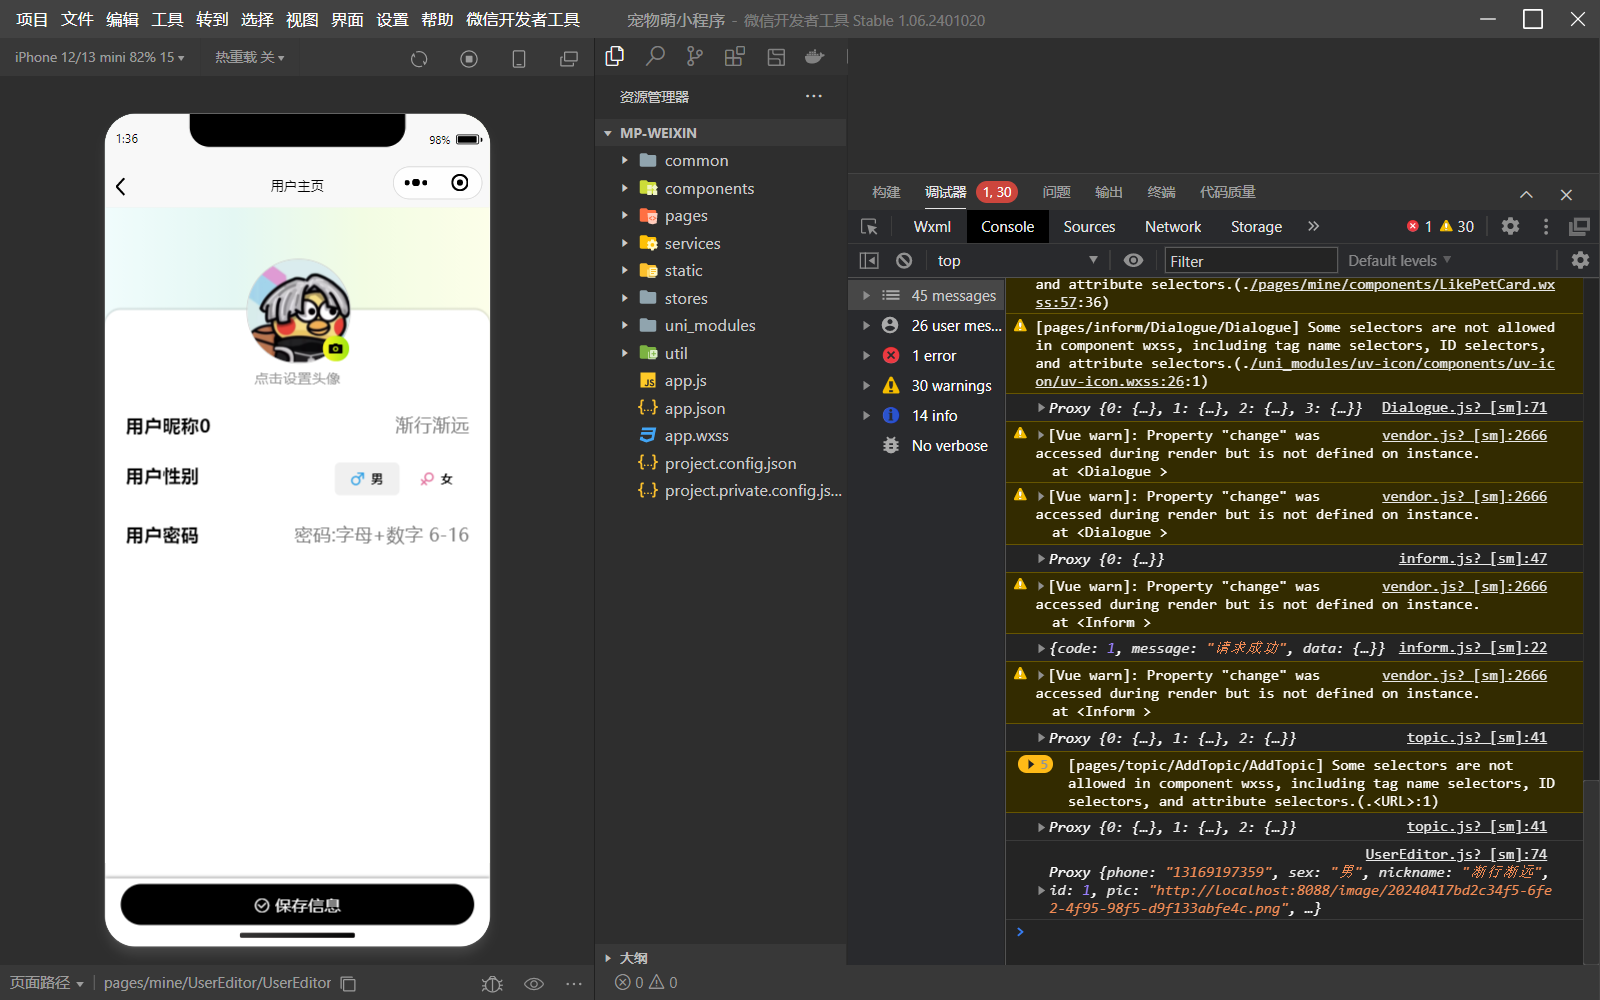 项目 文件 编辑 工具 转到 选择 视图 界面 设置 帮助 微信开发者工具 宠物萌小程序 - 微信开发者工具 Stable 1.06.2401020
iPhone 12/13 mini 82% 15 热重载 关
1:36 98%
用户主页
点击设置头像
用户昵称0 渐行渐远
用户性别 男 女
用户密码 密码:字母+数字 6-16
保存信息
页面路径 pages/mine/UserEditor/UserEditor
资源管理器
MP-WEIXIN
common
components
pages
services
static
stores
uni_modules
util
app.js
app.json
app.wxss
project.config.json
project.private.config.js...
大纲
0 0
构建 调试器 1, 30 问题 输出 终端 代码质量
Wxml Console Sources Network Storage 1 30
top Filter Default levels
45 messages
26 user mes...
1 error
30 warnings
14 info
No verbose
and attribute selectors.(./pages/mine/components/LikePetCard.wx
ss:57:36)
[pages/inform/Dialogue/Dialogue] Some selectors are not allowed
in component wxss, including tag name selectors, ID selectors,
and attribute selectors.(./uni_modules/uv-icon/components/uv-ic
on/uv-icon.wxss:26:1)
Proxy {0: {…}, 1: {…}, 2: {…}, 3: {…}} Dialogue.js? [sm]:71
[Vue warn]: Property "change" was vendor.js? [sm]:2666
accessed during render but is not defined on instance.
at <Dialogue >
[Vue warn]: Property "change" was vendor.js? [sm]:2666
accessed during render but is not defined on instance.
at <Dialogue >
Proxy {0: {…}} inform.js? [sm]:47
[Vue warn]: Property "change" was vendor.js? [sm]:2666
accessed during render but is not defined on instance.
at <Inform >
{code: 1, message: "请求成功", data: {…}} inform.js? [sm]:22
[Vue warn]: Property "change" was vendor.js? [sm]:2666
accessed during render but is not defined on instance.
at <Inform >
Proxy {0: {…}, 1: {…}, 2: {…}} topic.js? [sm]:41
5 [pages/topic/AddTopic/AddTopic] Some selectors are not
allowed in component wxss, including tag name selectors, ID
selectors, and attribute selectors.(.<URL>:1)
Proxy {0: {…}, 1: {…}, 2: {…}} topic.js? [sm]:41
UserEditor.js? [sm]:74
Proxy {phone: "13169197359", sex: "男", nickname: "渐行渐远",
id: 1, pic: "http://localhost:8088/image/20240417bd2c34f5-6fe
2-4f95-98f5-d9f133abfe4c.png", …}